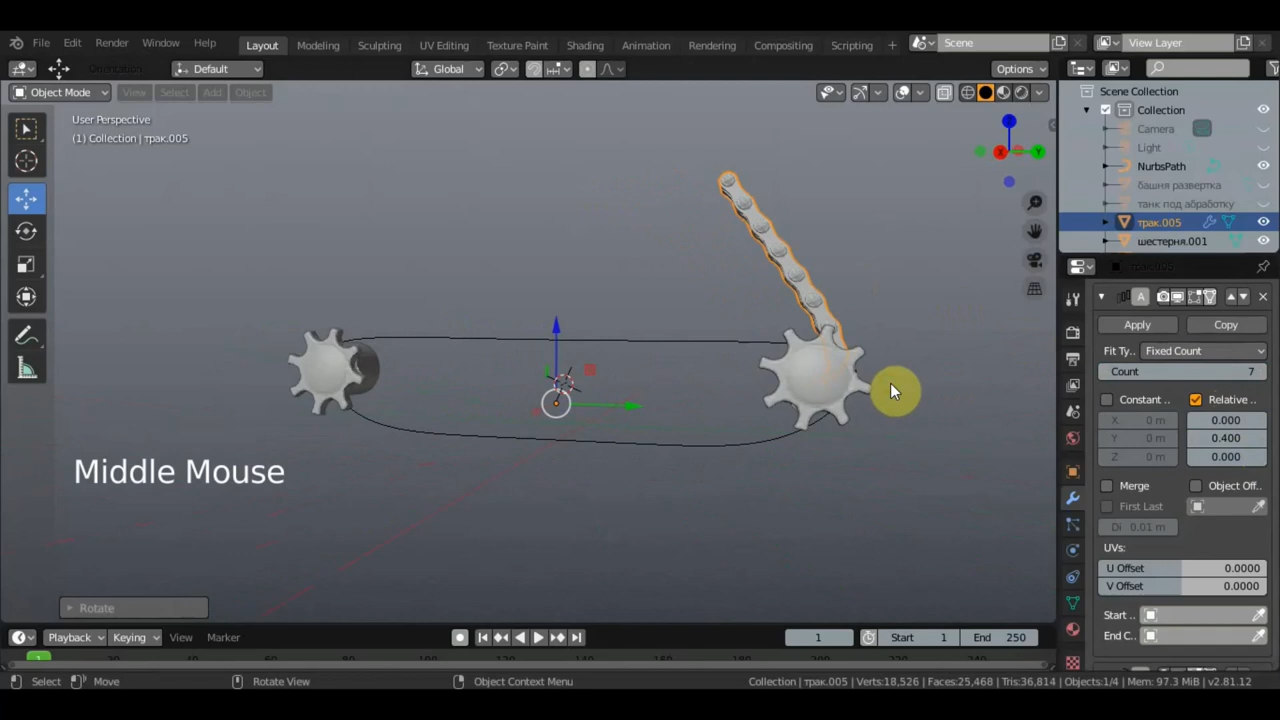 File Edit Render Window Help Layout Modeling Sculpting UV Editing Texture Paint Shading Animation Rendering Compositing Scripting + Scene View Layer
Default Global Options
Object Mode View Select Add Object
User Perspective
(1) Collection | трак.005
Scene Collection
Collection
Camera
Light
NurbsPath
башня развертка
танк под абработку
трак.005
шестерня.001
A
Apply Copy
Fit Ty... Fixed Count
Count 7
Constant .. Relative ..
X 0 m 0.000
Y 0 m 0.400
Z 0 m 0.000
Merge Object Off..
First Last
Di 0.01 m
UVs:
U Offset 0.0000
V Offset 0.0000
Start ..
End C..
X Y Z
Middle Mouse
Rotate
Playback Keying View Marker 1 Start 1 End 250
1
Select Move Rotate View Object Context Menu Collection | трак.005 | Verts:18,526 | Faces:25,468 | Tris:36,814 | Objects:1/4 | Mem: 97.3 MiB | v2.81.12